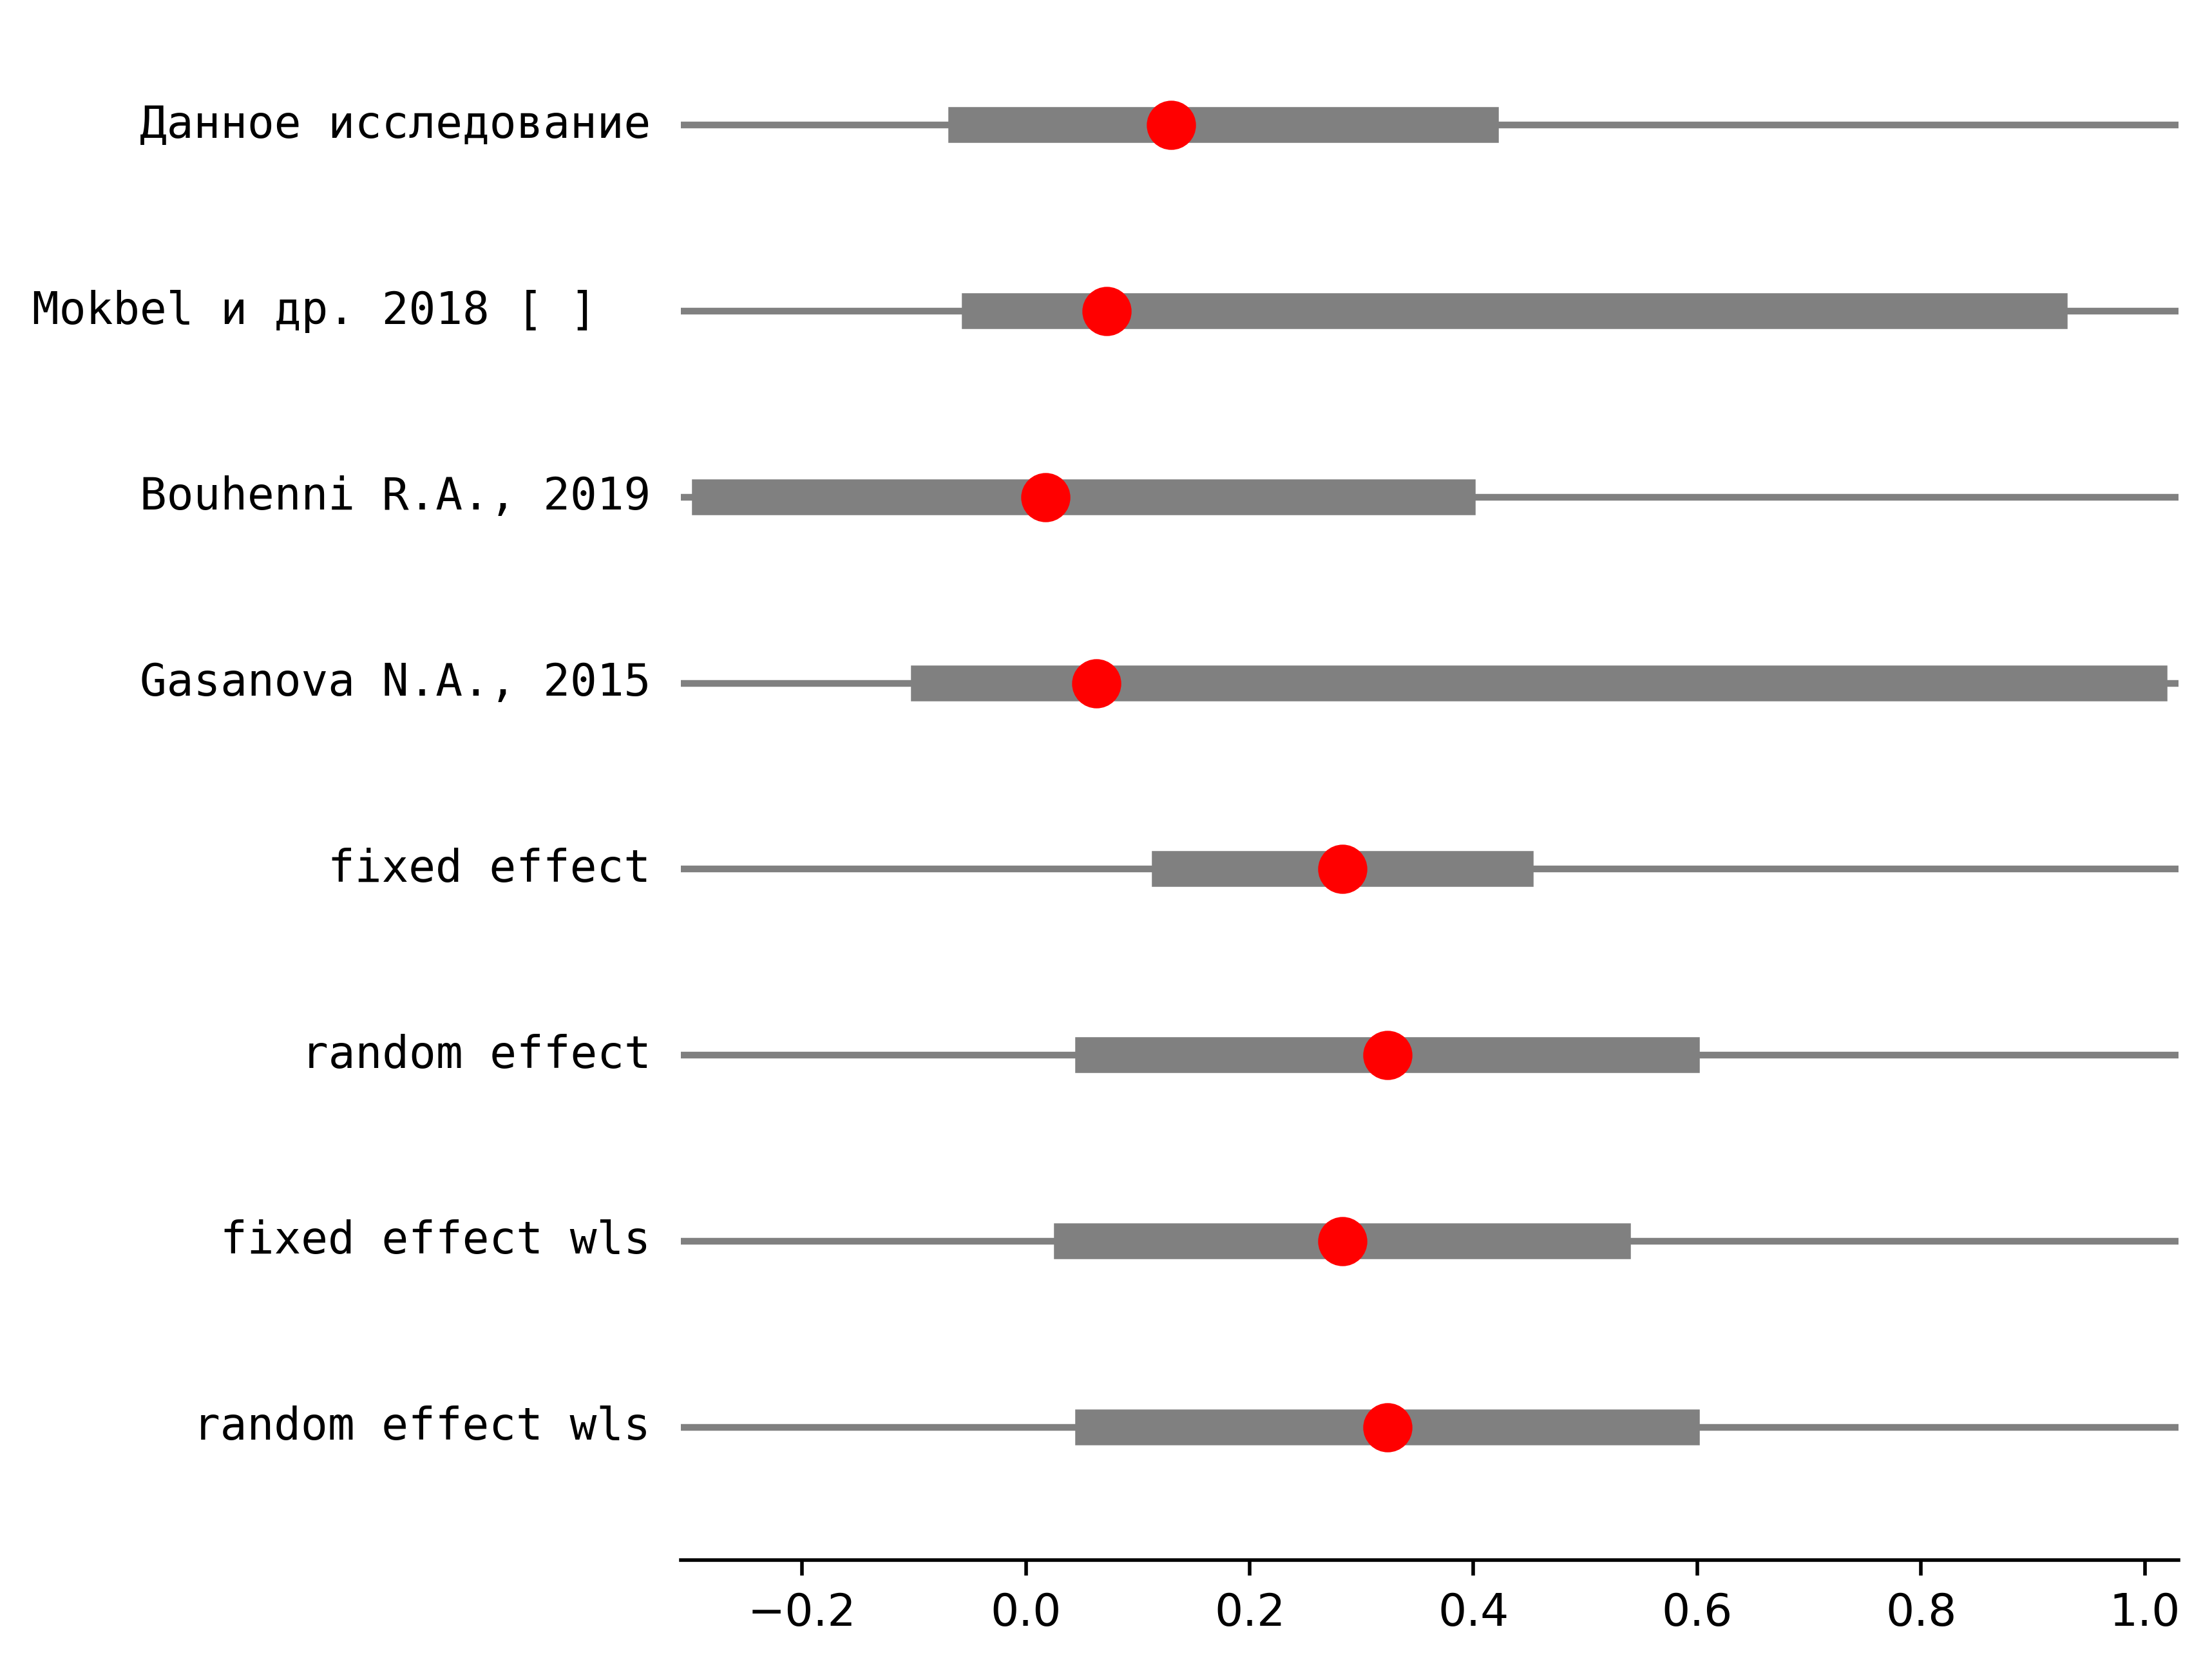 Данное исследование
Mokbel и др. 2018 [ ]
Bouhenni R.A., 2019
Gasanova N.A., 2015
fixed effect
random effect
fixed effect wls
random effect wls
−0.2 0.0 0.2 0.4 0.6 0.8 1.0